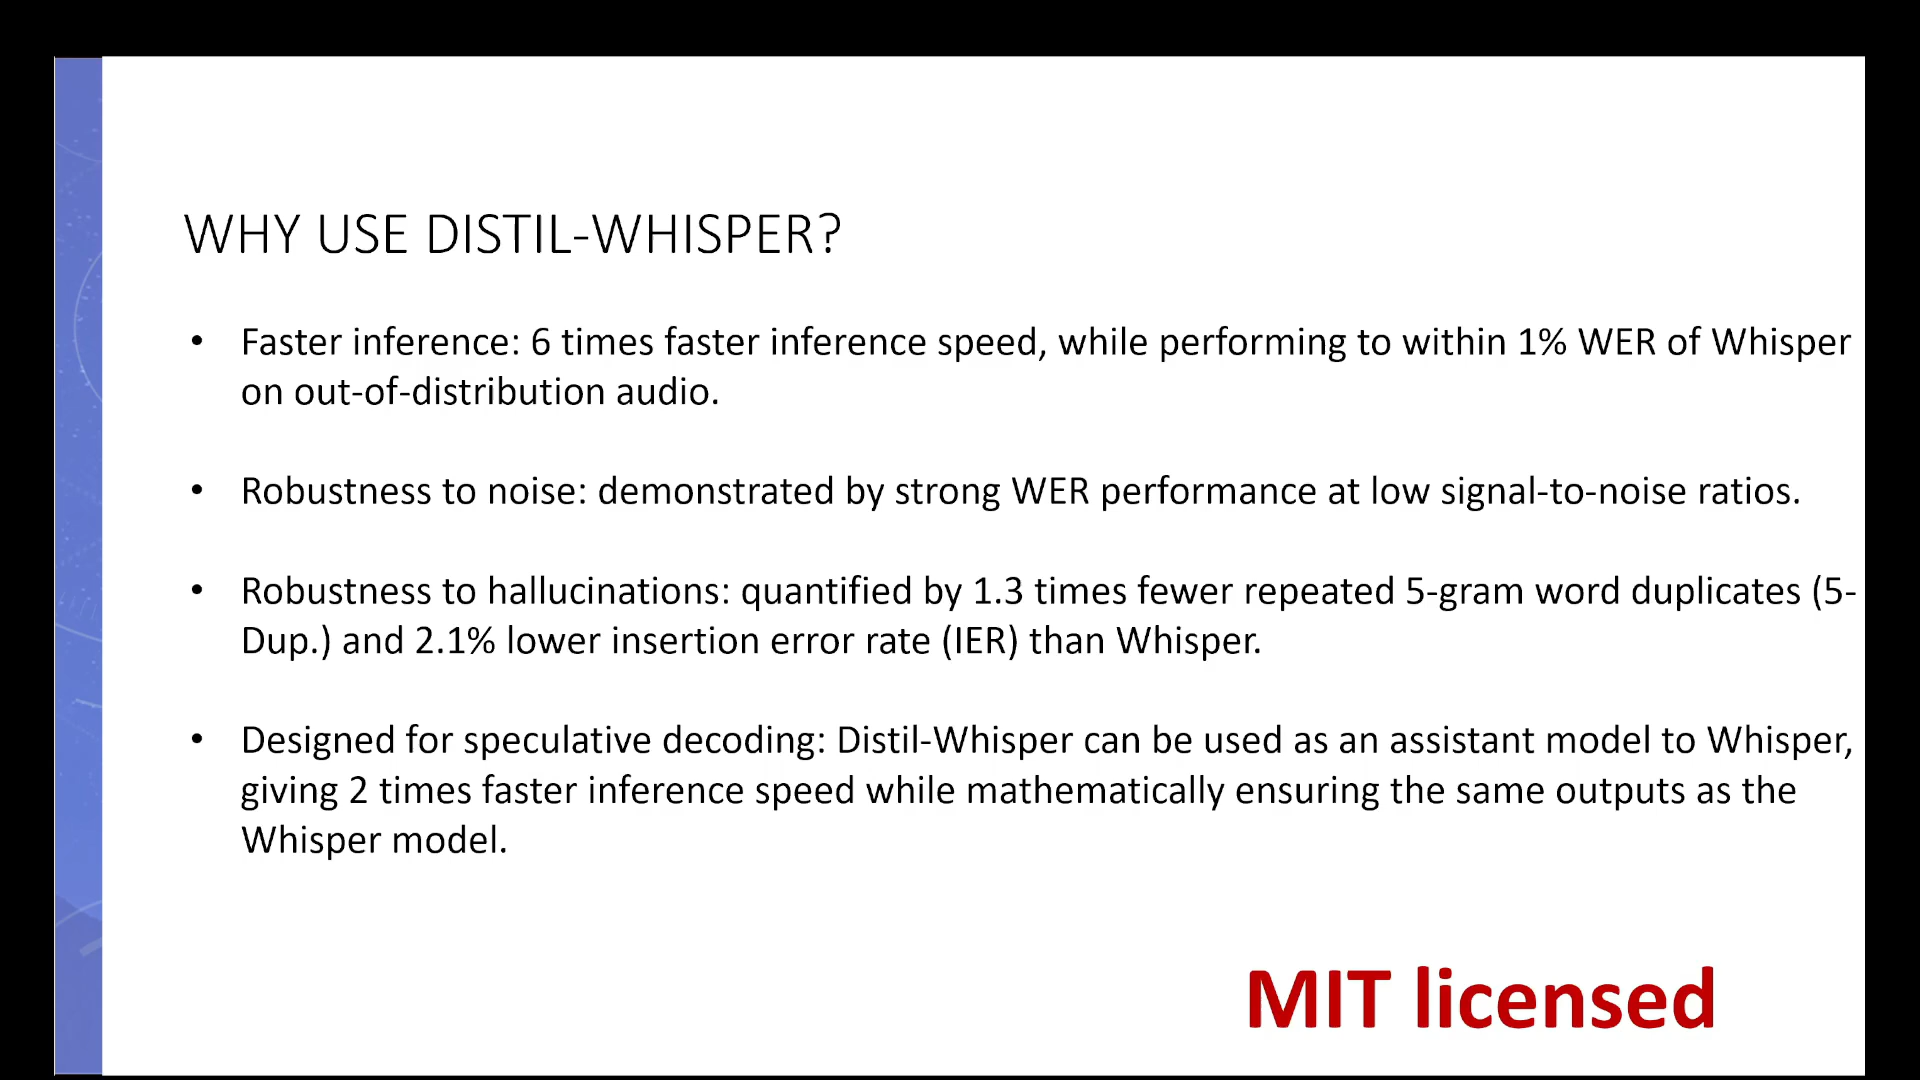 WHY USE DISTIL-WHISPER?
• Faster inference: 6 times faster inference speed, while performing to within 1% WER of Whisper
on out-of-distribution audio.
• Robustness to noise: demonstrated by strong WER performance at low signal-to-noise ratios.
• Robustness to hallucinations: quantified by 1.3 times fewer repeated 5-gram word duplicates (5-
Dup.) and 2.1% lower insertion error rate (IER) than Whisper.
• Designed for speculative decoding: Distil-Whisper can be used as an assistant model to Whisper,
giving 2 times faster inference speed while mathematically ensuring the same outputs as the
Whisper model.
MIT licensed